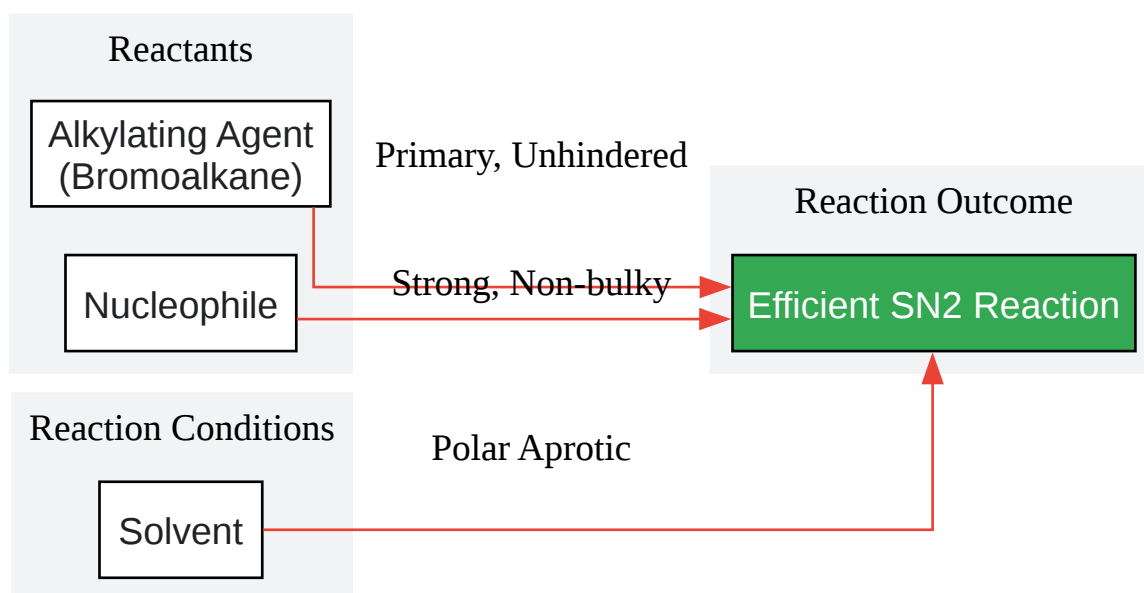 Reactants
Alkylating Agent
(Bromoalkane)
Primary, Unhindered
Reaction Outcome
Nucleophile
Strong, Non-bulky
Efficient SN2 Reaction
Reaction Conditions
Polar Aprotic
Solvent